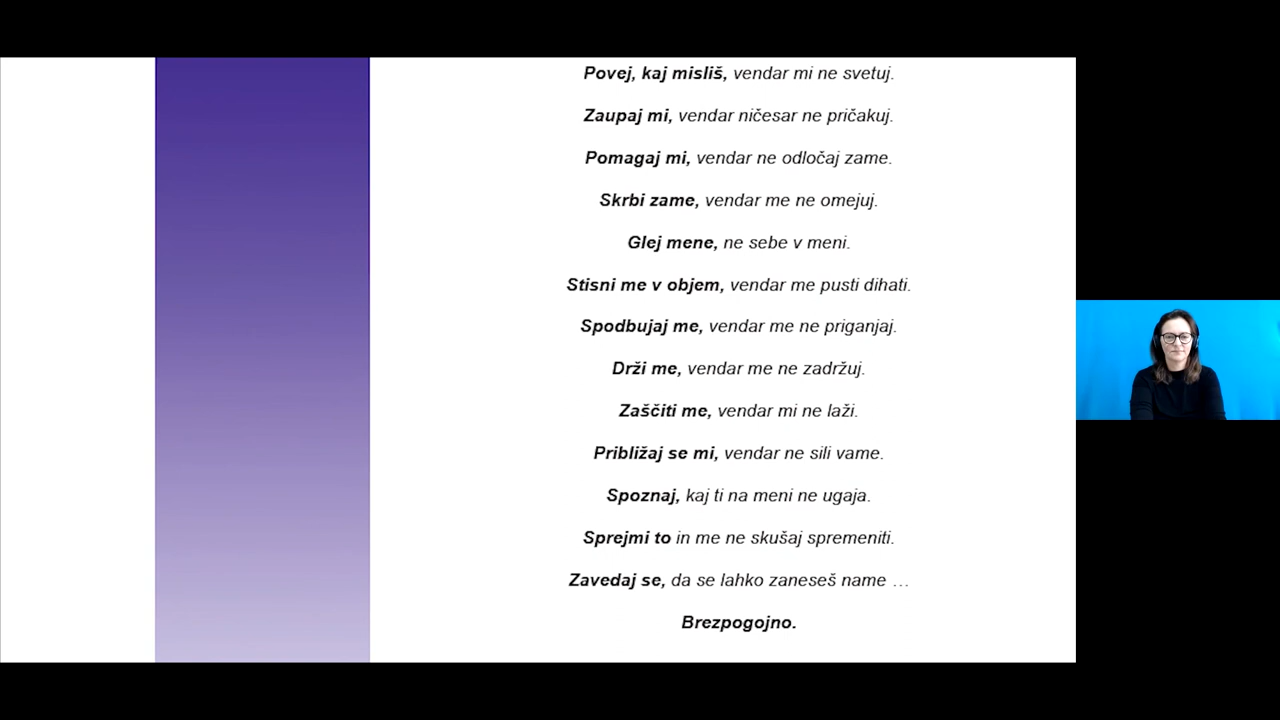 Povej, kaj misliš, vendar mi ne svetuj.
Zaupaj mi, vendar ničesar ne pričakuj.
Pomagaj mi, vendar ne odločaj zame.
Skrbi zame, vendar me ne omejuj.
Glej mene, ne sebe v meni.
Stisni me v objem, vendar me pusti dihati.
Spodbujaj me, vendar me ne priganjaj.
Drži me, vendar me ne zadržuj.
Zaščiti me, vendar mi ne laži.
Približaj se mi, vendar ne sili vame.
Spoznaj, kaj ti na meni ne ugaja.
Sprejmi to in me ne skušaj spremeniti.
Zavedaj se, da se lahko zaneseš name …
Brezpogojno.